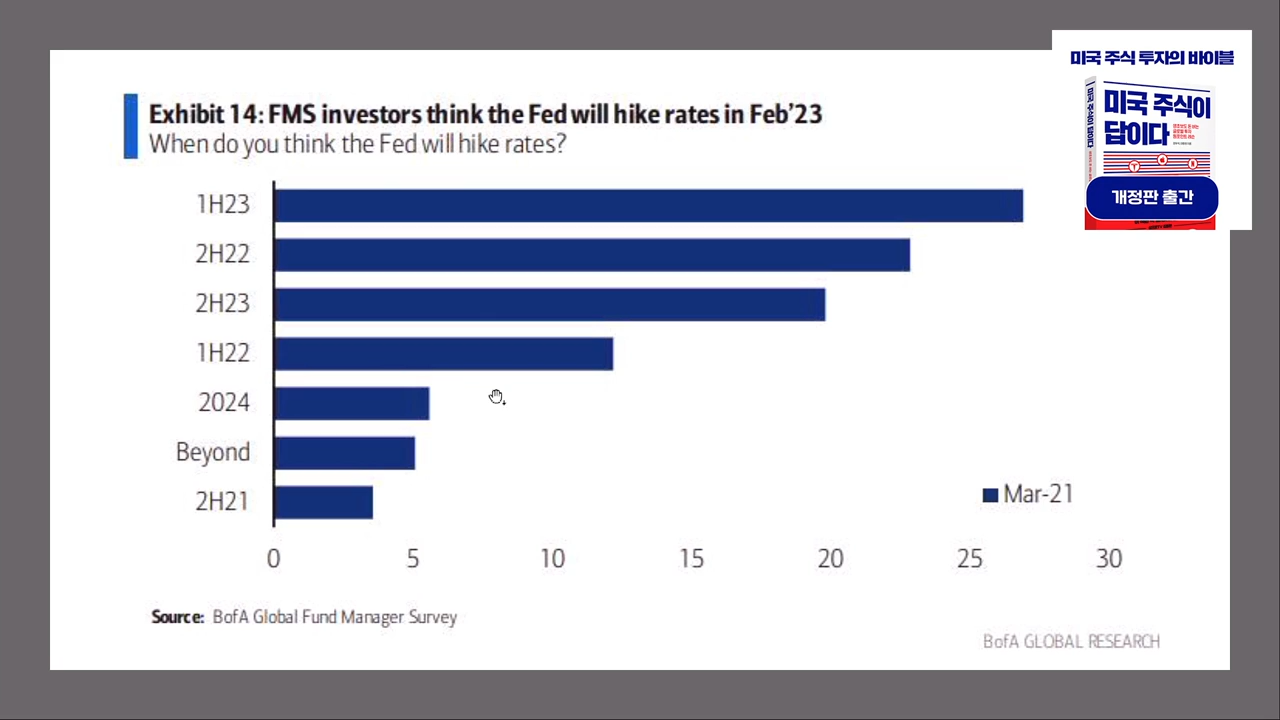 미국 주식 투자의 바이블
미국 주식이
답이다
개정판 출간
Exhibit 14: FMS investors think the Fed will hike rates in Feb’23
When do you think the Fed will hike rates?
1H23
2H22
2H23
1H22
2024
Beyond
2H21
Mar-21
0 5 10 15 20 25 30
Source: BofA Global Fund Manager Survey
BofA GLOBAL RESEARCH